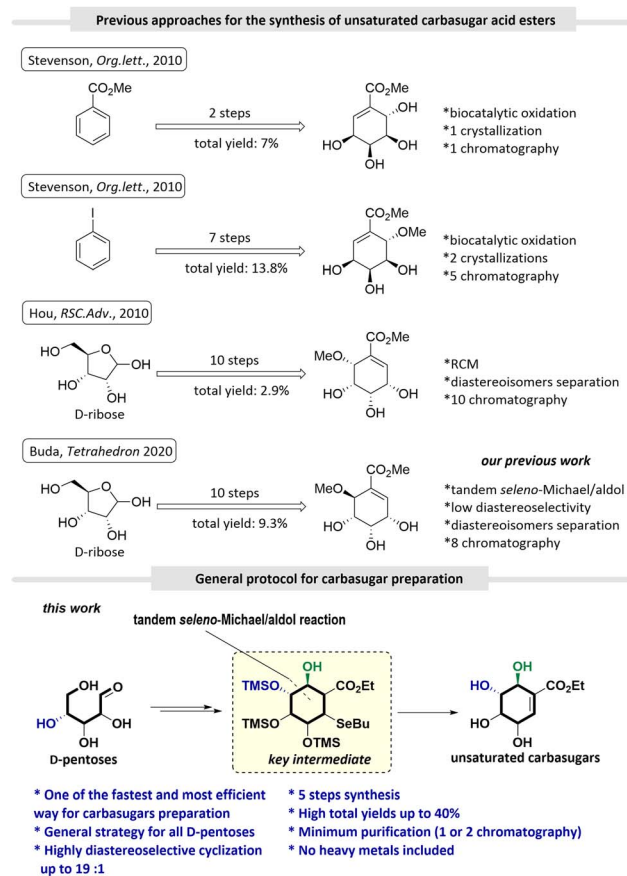 Previous approaches for the synthesis of unsaturated carbasugar acid esters
Stevenson, Org.lett., 2010
CO₂Me
2 steps
total yield: 7%
CO₂Me
OH
HO
OH
OH
*biocatalytic oxidation
*1 crystallization
*1 chromatography
Stevenson, Org.lett., 2010
I
7 steps
total yield: 13.8%
CO₂Me
OMe
HO
OH
OH
*biocatalytic oxidation
*2 crystallizations
*5 chromatography
Hou, RSC.Adv., 2010
HO
O
OH
HO
OH
D-ribose
10 steps
total yield: 2.9%
CO₂Me
MeO
HO
OH
OH
*RCM
*diastereoisomers separation
*10 chromatography
Buda, Tetrahedron 2020
HO
O
OH
HO
OH
D-ribose
10 steps
total yield: 9.3%
CO₂Me
MeO
HO
OH
OH
our previous work
*tandem seleno-Michael/aldol
*low diastereoselectivity
*diastereoisomers separation
*8 chromatography
General protocol for carbasugar preparation
this work
tandem seleno-Michael/aldol reaction
OH
O
HO
OH
OH
D-pentoses
OH
TMSO
CO₂Et
TMSO
SeBu
OTMS
key intermediate
OH
HO
CO₂Et
HO
OH
unsaturated carbasugars
* One of the fastest and most efficient
way for carbasugars preparation
* General strategy for all D-pentoses
* Highly diastereoselective cyclization
up to 19 :1
* 5 steps synthesis
* High total yields up to 40%
* Minimum purification (1 or 2 chromatography)
* No heavy metals included